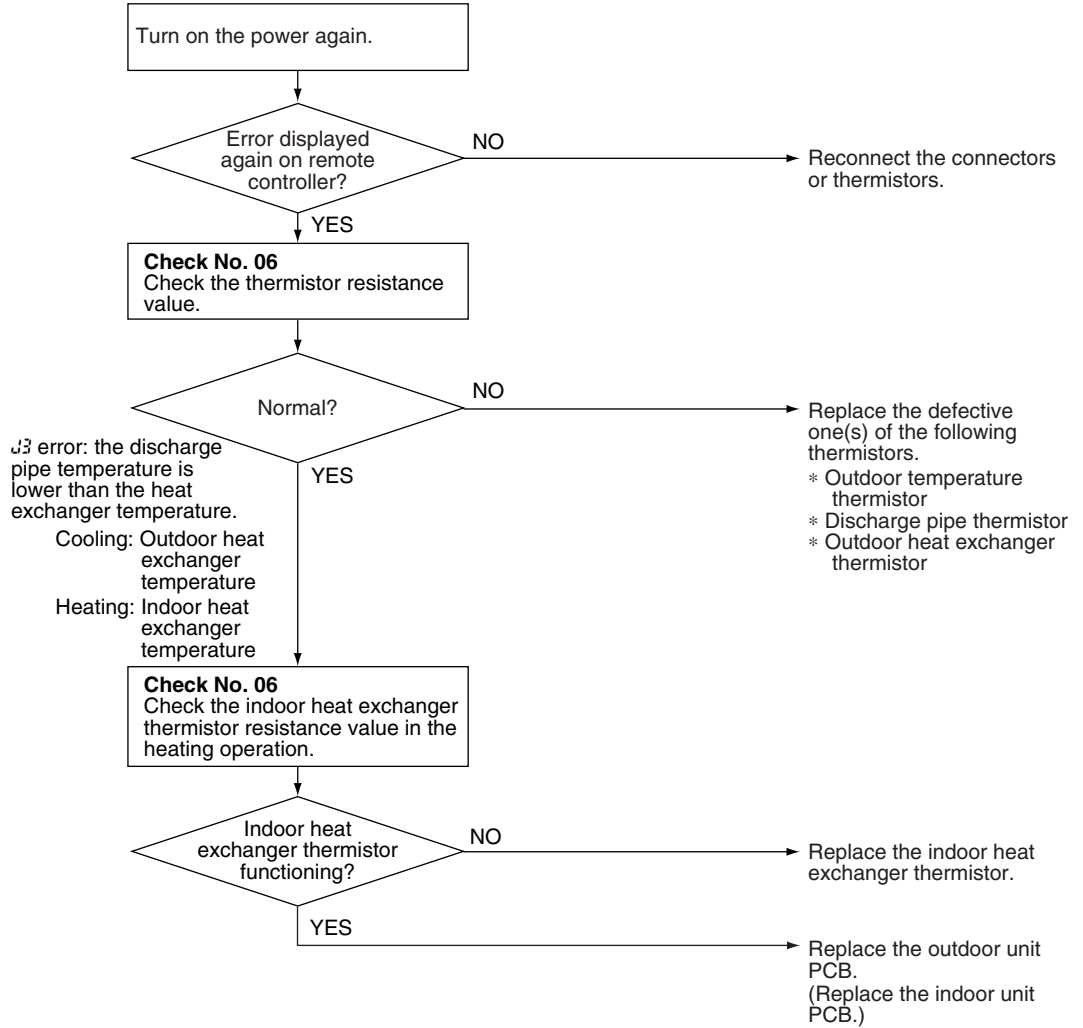 Turn on the power again.
Error displayed
again on remote
controller?
NO
Reconnect the connectors
or thermistors.
YES
Check No. 06
Check the thermistor resistance
value.
Normal?
NO
Replace the defective
one(s) of the following
thermistors.
* Outdoor temperature
thermistor
* Discharge pipe thermistor
* Outdoor heat exchanger
thermistor
YES
J3 error: the discharge
pipe temperature is
lower than the heat
exchanger temperature.
Cooling: Outdoor heat
exchanger
temperature
Heating: Indoor heat
exchanger
temperature
Check No. 06
Check the indoor heat exchanger
thermistor resistance value in the
heating operation.
Indoor heat
exchanger thermistor
functioning?
NO
Replace the indoor heat
exchanger thermistor.
YES
Replace the outdoor unit
PCB.
(Replace the indoor unit
PCB.)